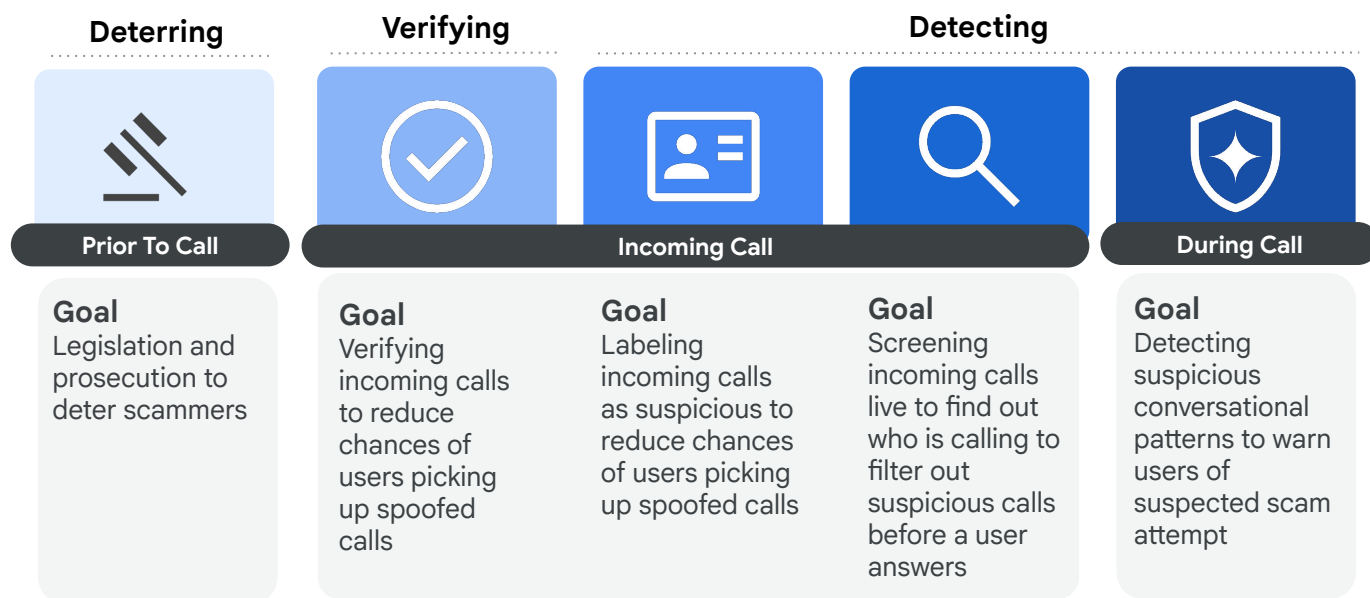 Deterring
Verifying
Detecting
Prior To Call
Incoming Call
During Call
Goal
Legislation and
prosecution to
deter scammers
Goal
Verifying
incoming calls
to reduce
chances of
users picking
up spoofed
calls
Goal
Labeling
incoming calls
as suspicious to
reduce chances
of users picking
up spoofed calls
Goal
Screening
incoming calls
live to find out
who is calling to
filter out
suspicious calls
before a user
answers
Goal
Detecting
suspicious
conversational
patterns to warn
users of
suspected scam
attempt